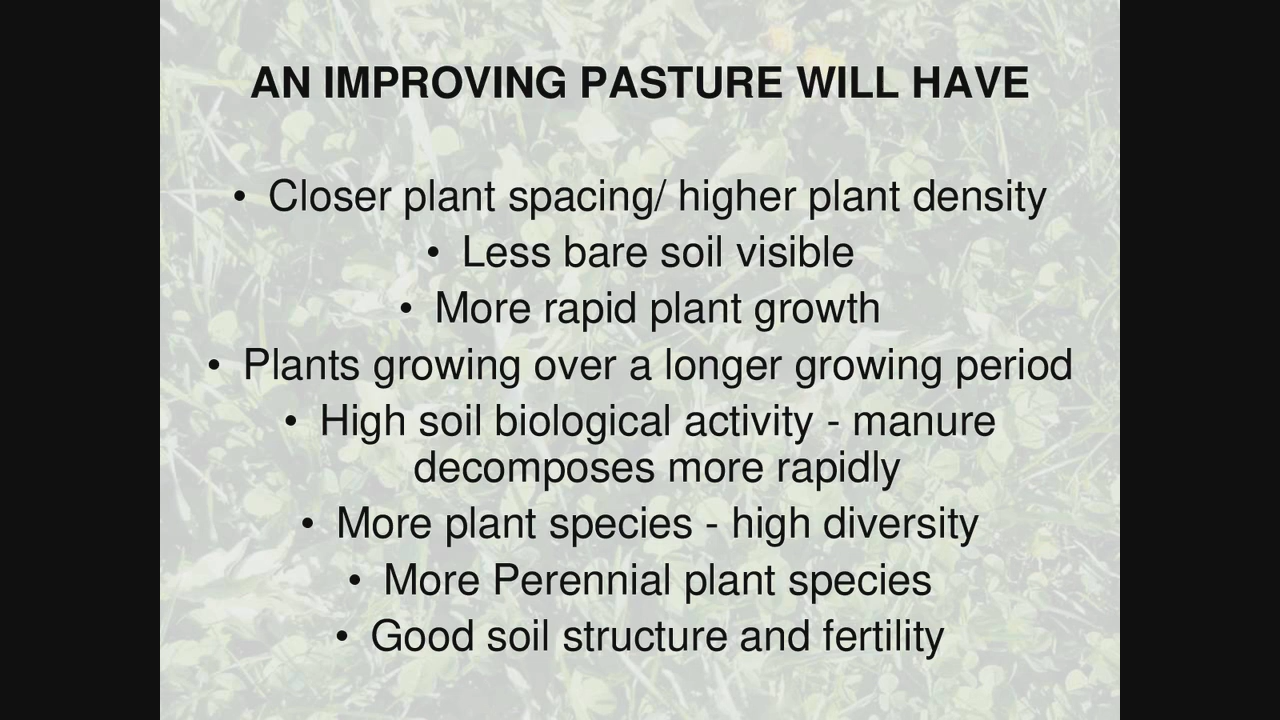 AN IMPROVING PASTURE WILL HAVE
• Closer plant spacing/ higher plant density
• Less bare soil visible
• More rapid plant growth
• Plants growing over a longer growing period
• High soil biological activity - manure
decomposes more rapidly
• More plant species - high diversity
• More Perennial plant species
• Good soil structure and fertility